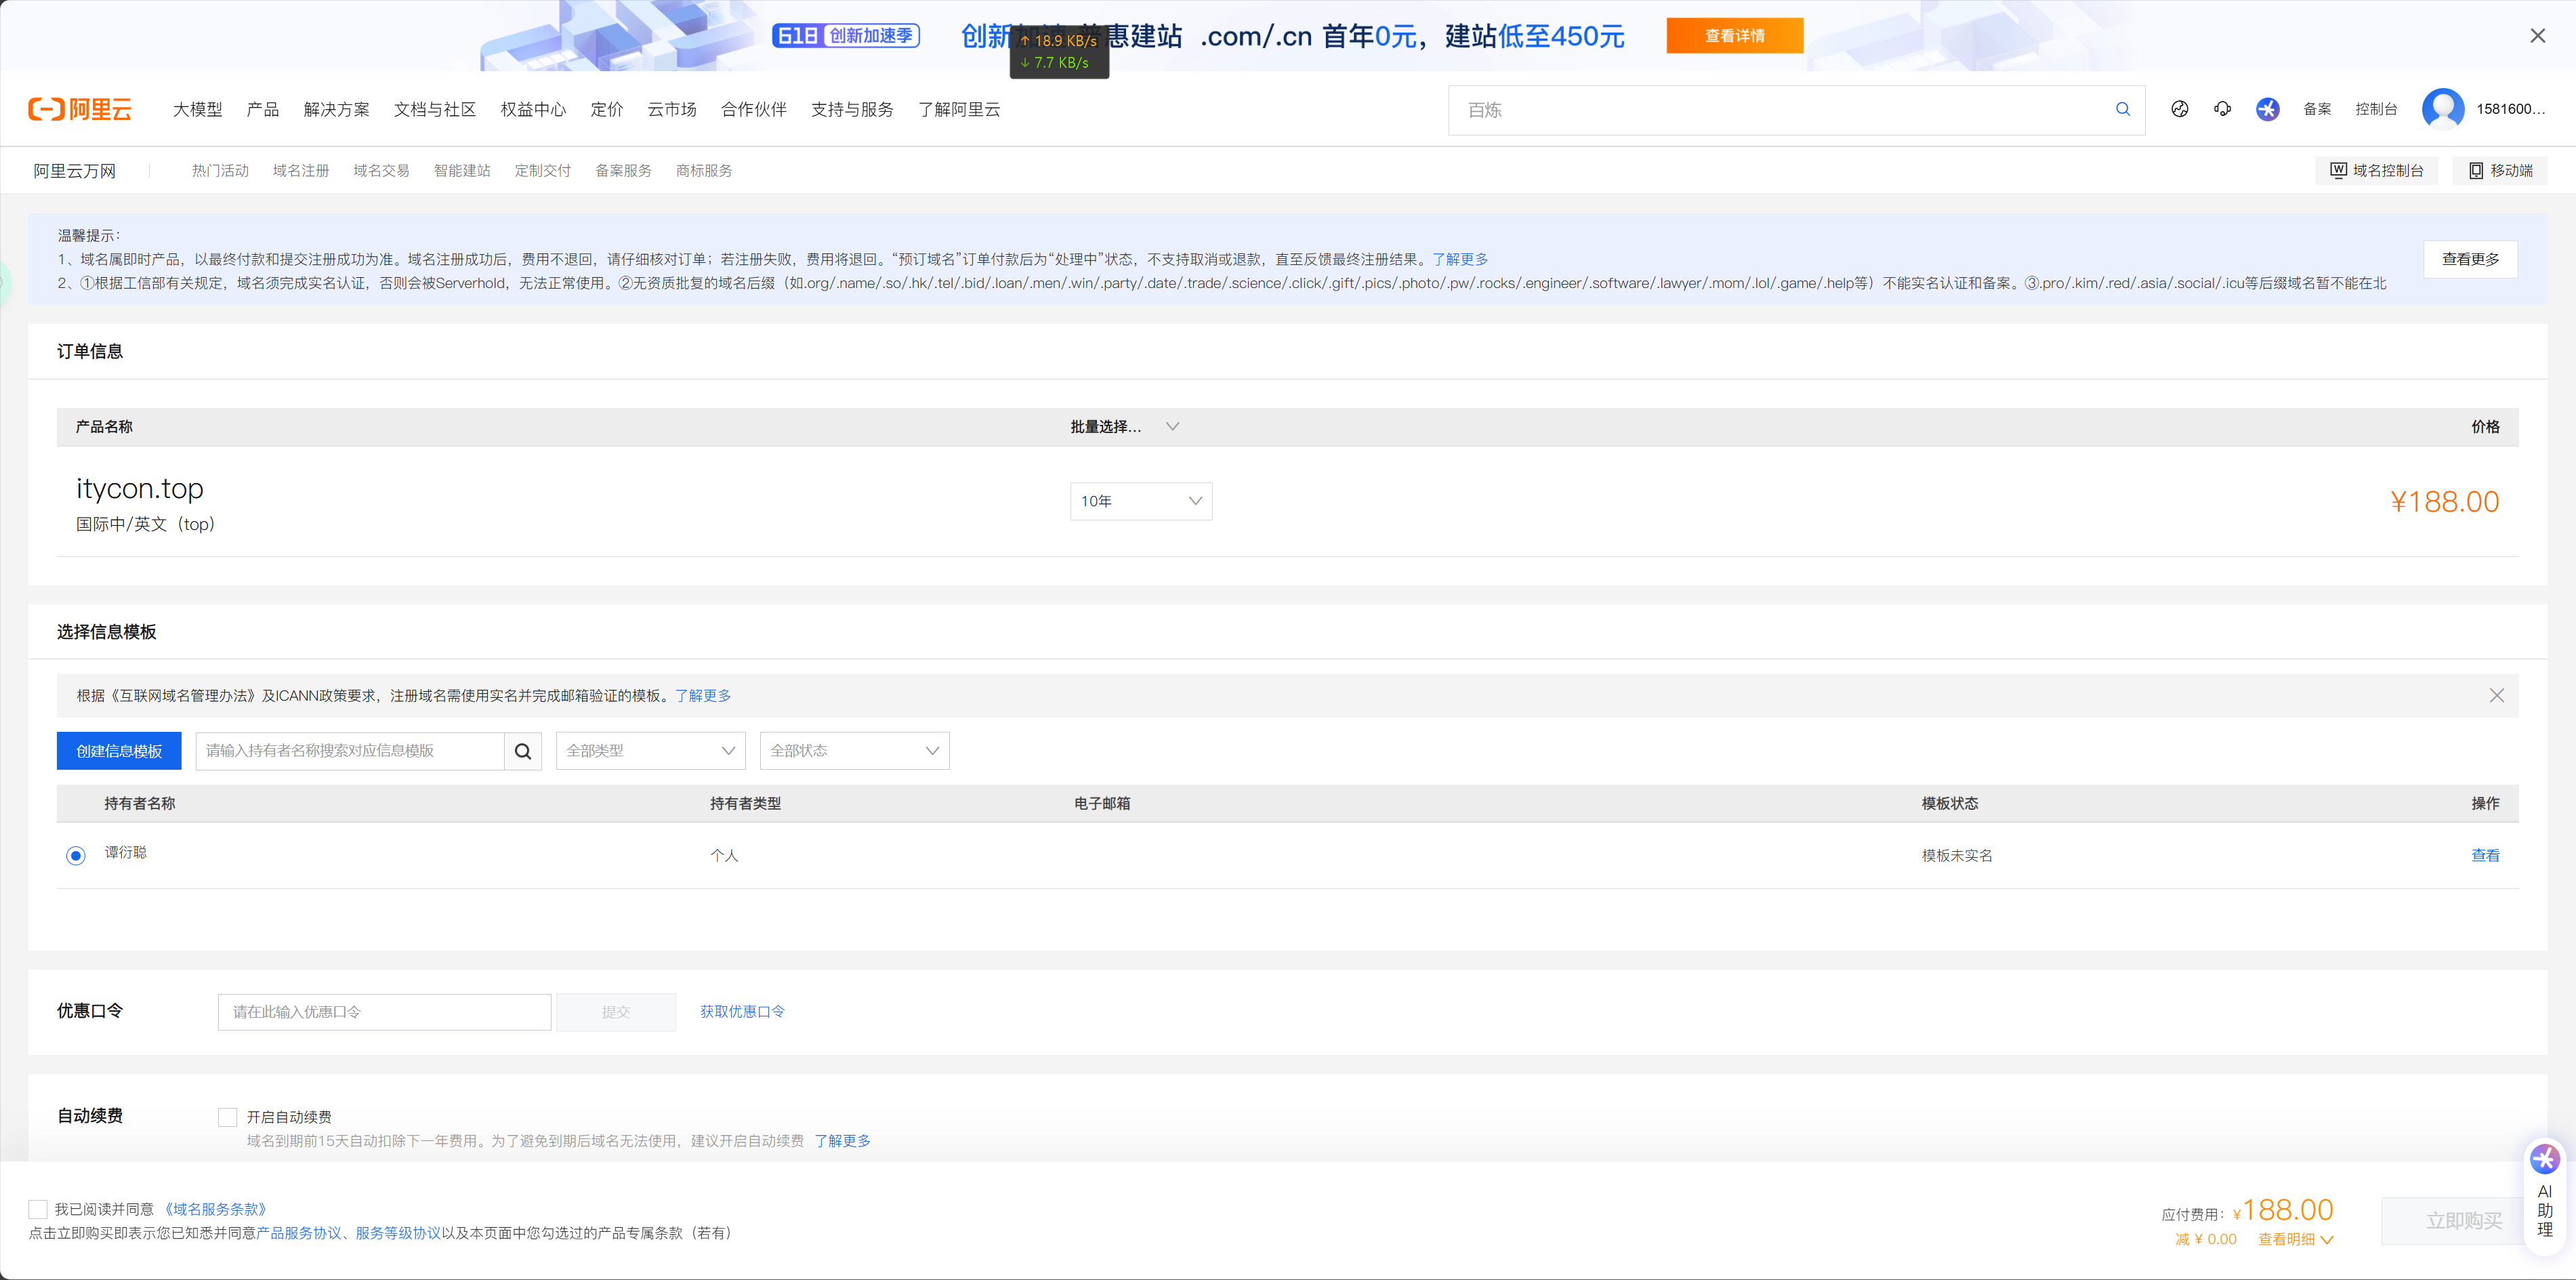 618 创新加速季 创新加速 普惠建站 .com/.cn 首年0元，建站低至450元 查看详情
↑ 18.9 KB/s
↓ 7.7 KB/s
阿里云 大模型 产品 解决方案 文档与社区 权益中心 定价 云市场 合作伙伴 支持与服务 了解阿里云 百炼 备案 控制台 1581600...
阿里云万网 热门活动 域名注册 域名交易 智能建站 定制交付 备案服务 商标服务 域名控制台 移动端
温馨提示：
1、域名属即时产品，以最终付款和提交注册成功为准。域名注册成功后，费用不退回，请仔细核对订单；若注册失败，费用将退回。“预订域名”订单付款后为“处理中”状态，不支持取消或退款，直至反馈最终注册结果。了解更多
查看更多
2、①根据工信部有关规定，域名须完成实名认证，否则会被Serverhold，无法正常使用。②无资质批复的域名后缀（如.org/.name/.so/.hk/.tel/.bid/.loan/.men/.win/.party/.date/.trade/.science/.click/.gift/.pics/.photo/.pw/.rocks/.engineer/.software/.lawyer/.mom/.lol/.game/.help等）不能实名认证和备案。③.pro/.kim/.red/.asia/.social/.icu等后缀域名暂不能在北
订单信息
产品名称 批量选择... 价格
itycon.top
国际中/英文（top）
10年 ¥188.00
选择信息模板
根据《互联网域名管理办法》及ICANN政策要求，注册域名需使用实名并完成邮箱验证的模板。了解更多
创建信息模板 请输入持有者名称搜索对应信息模版 全部类型 全部状态
持有者名称 持有者类型 电子邮箱 模板状态 操作
谭衍聪 个人 模板未实名 查看
优惠口令 请在此输入优惠口令 提交 获取优惠口令
自动续费 开启自动续费
域名到期前15天自动扣除下一年费用。为了避免到期后域名无法使用，建议开启自动续费 了解更多
我已阅读并同意 《域名服务条款》
点击立即购买即表示您已知悉并同意产品服务协议、服务等级协议以及本页面中您勾选过的产品专属条款（若有）
应付费用：¥188.00
减 ¥ 0.00 查看明细
立即购买
AI
助
理